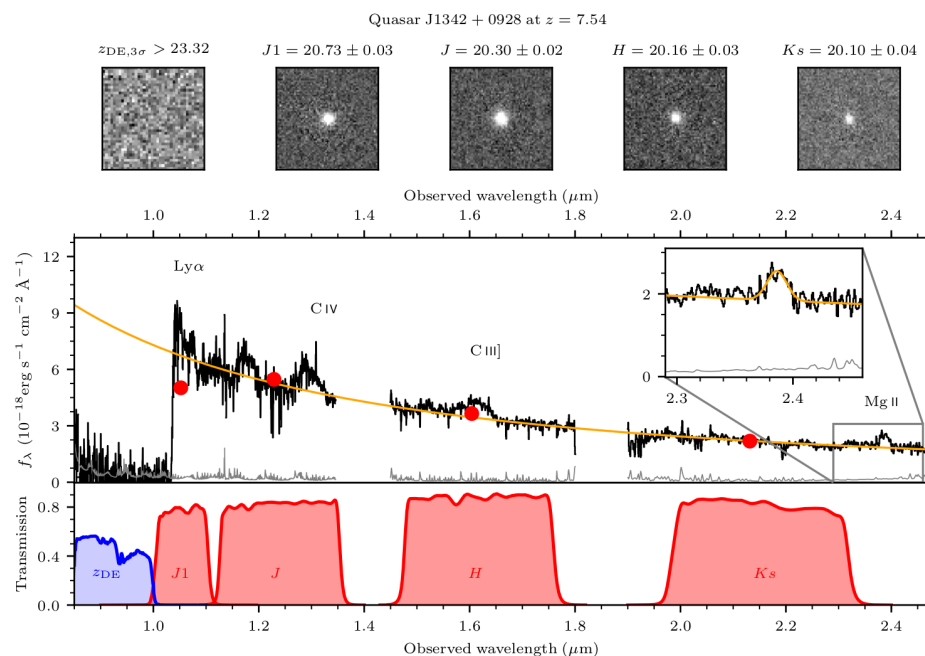 Quasar J1342 + 0928 at z = 7.54
z_DE,3σ > 23.32
J1 = 20.73 ± 0.03
J = 20.30 ± 0.02
H = 20.16 ± 0.03
Ks = 20.10 ± 0.04
Observed wavelength (μm)
1.0 1.2 1.4 1.6 1.8 2.0 2.2 2.4
12
9
6
3
0
f_λ (10⁻¹⁸erg s⁻¹ cm⁻² Å⁻¹)
Lyα
C IV
C III]
Mg II
2
0
2.3 2.4
Transmission
0.8
0.4
0.0
z_DE
J1
J
H
Ks
1.0 1.2 1.4 1.6 1.8 2.0 2.2 2.4
Observed wavelength (μm)